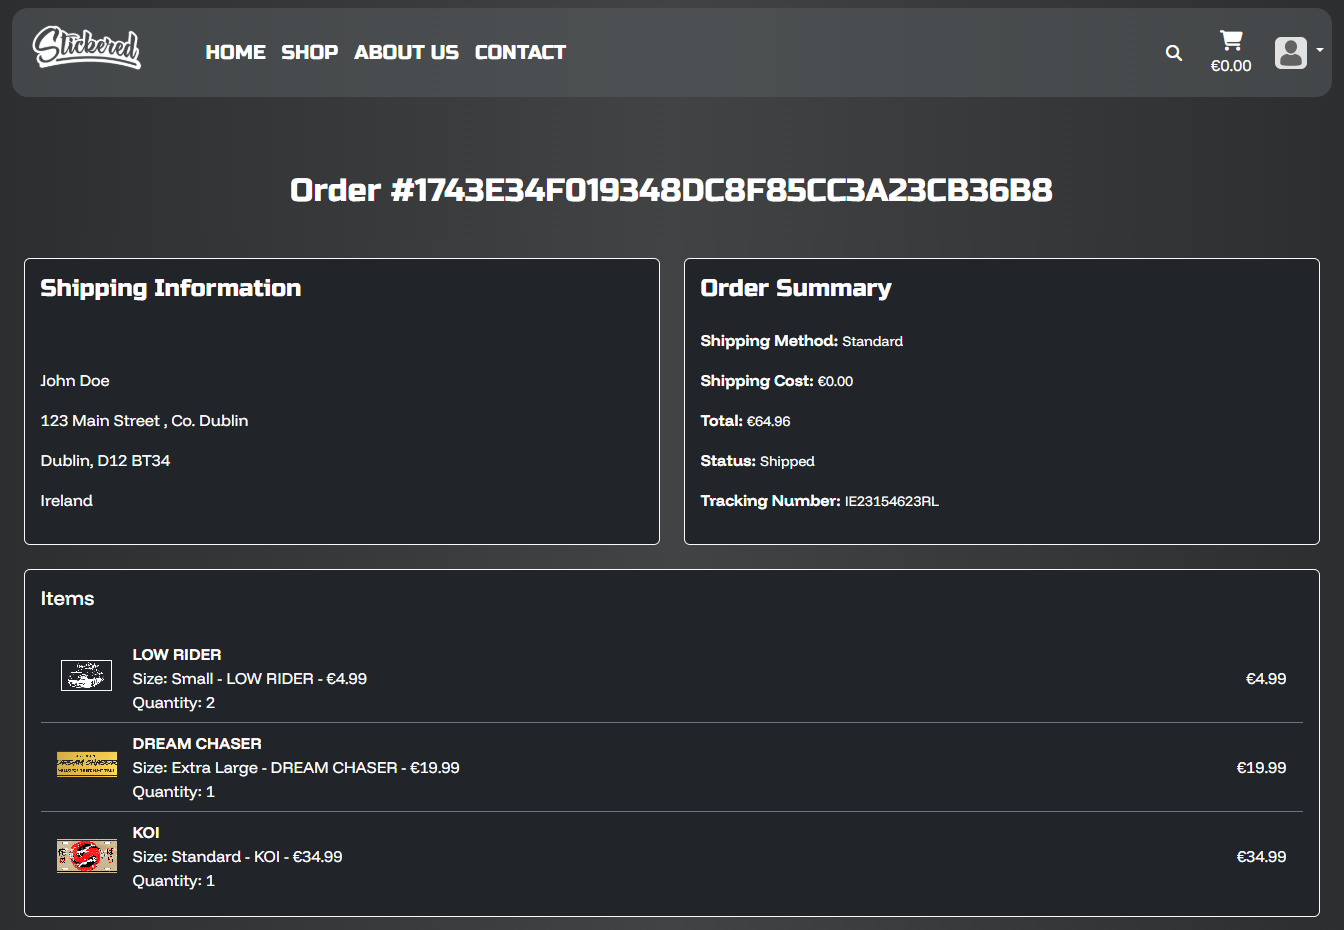 Stickered
HOME SHOP ABOUT US CONTACT
€0.00
Order #1743E34F019348DC8F85CC3A23CB36B8
Shipping Information
John Doe
123 Main Street , Co. Dublin
Dublin, D12 BT34
Ireland
Order Summary
Shipping Method: Standard
Shipping Cost: €0.00
Total: €64.96
Status: Shipped
Tracking Number: IE23154623RL
Items
LOW RIDER
Size: Small - LOW RIDER - €4.99
€4.99
Quantity: 2
DREAM CHASER
DREAM CHASER
Size: Extra Large - DREAM CHASER - €19.99
€19.99
Quantity: 1
KOI
Size: Standard - KOI - €34.99
€34.99
Quantity: 1